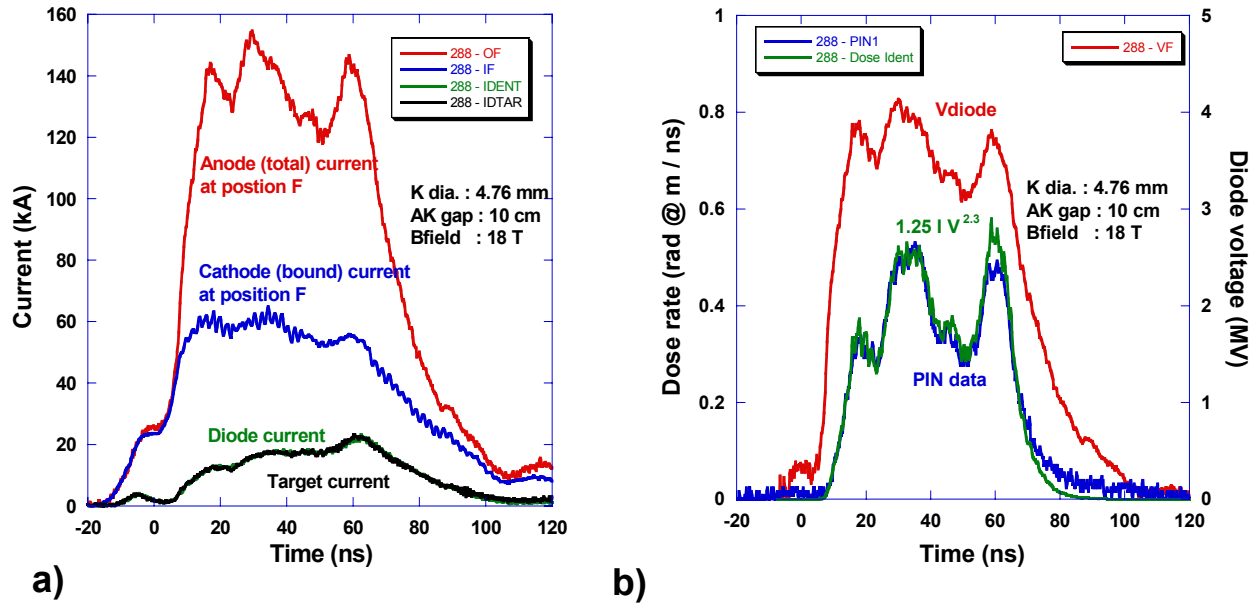 288 - OF
288 - IF
288 - IDENT
288 - IDTAR
Anode (total) current
at postion F
K dia. : 4.76 mm
AK gap : 10 cm
Bfield : 18 T
Cathode (bound) current
at position F
Diode current
Target current
Current (kA)
160
140
120
100
80
60
40
20
0
-20 0 20 40 60 80 100 120
Time (ns)
a)
288 - PIN1
288 - Dose Ident
288 - VF
Vdiode
K dia. : 4.76 mm
AK gap : 10 cm
Bfield : 18 T
1.25 I V^2.3
PIN data
Dose rate (rad @ m / ns)
1
0.8
0.6
0.4
0.2
0
Diode voltage (MV)
5
4
3
2
1
0
-20 0 20 40 60 80 100 120
Time (ns)
b)